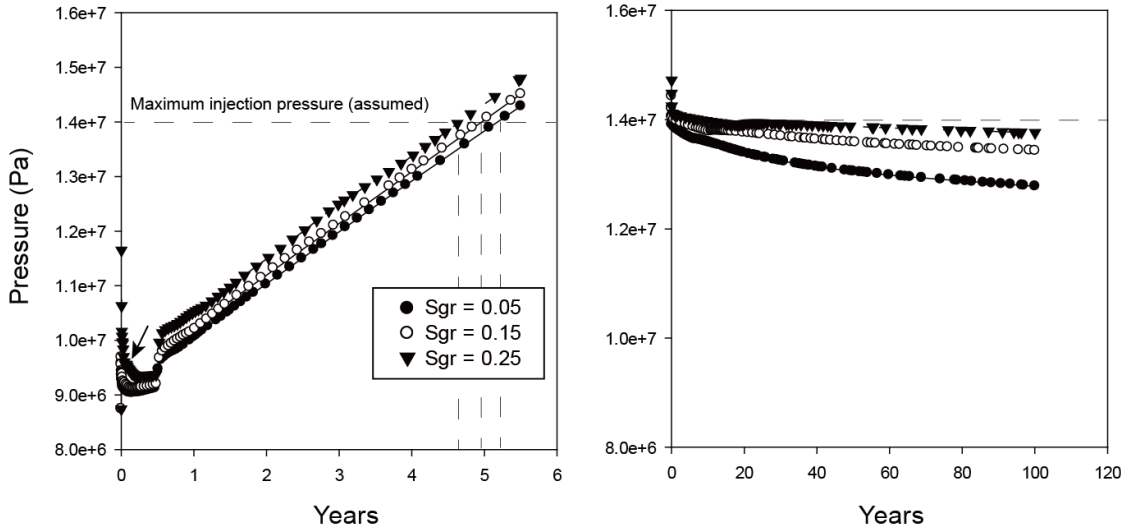 1.6e+7
1.5e+7
Maximum injection pressure (assumed)
1.4e+7
1.3e+7
1.2e+7
1.1e+7
1.0e+7
9.0e+6
8.0e+6
Pressure (Pa)
Sgr = 0.05
Sgr = 0.15
Sgr = 0.25
0 1 2 3 4 5 6
Years
1.6e+7
1.4e+7
1.2e+7
1.0e+7
8.0e+6
0 20 40 60 80 100 120
Years